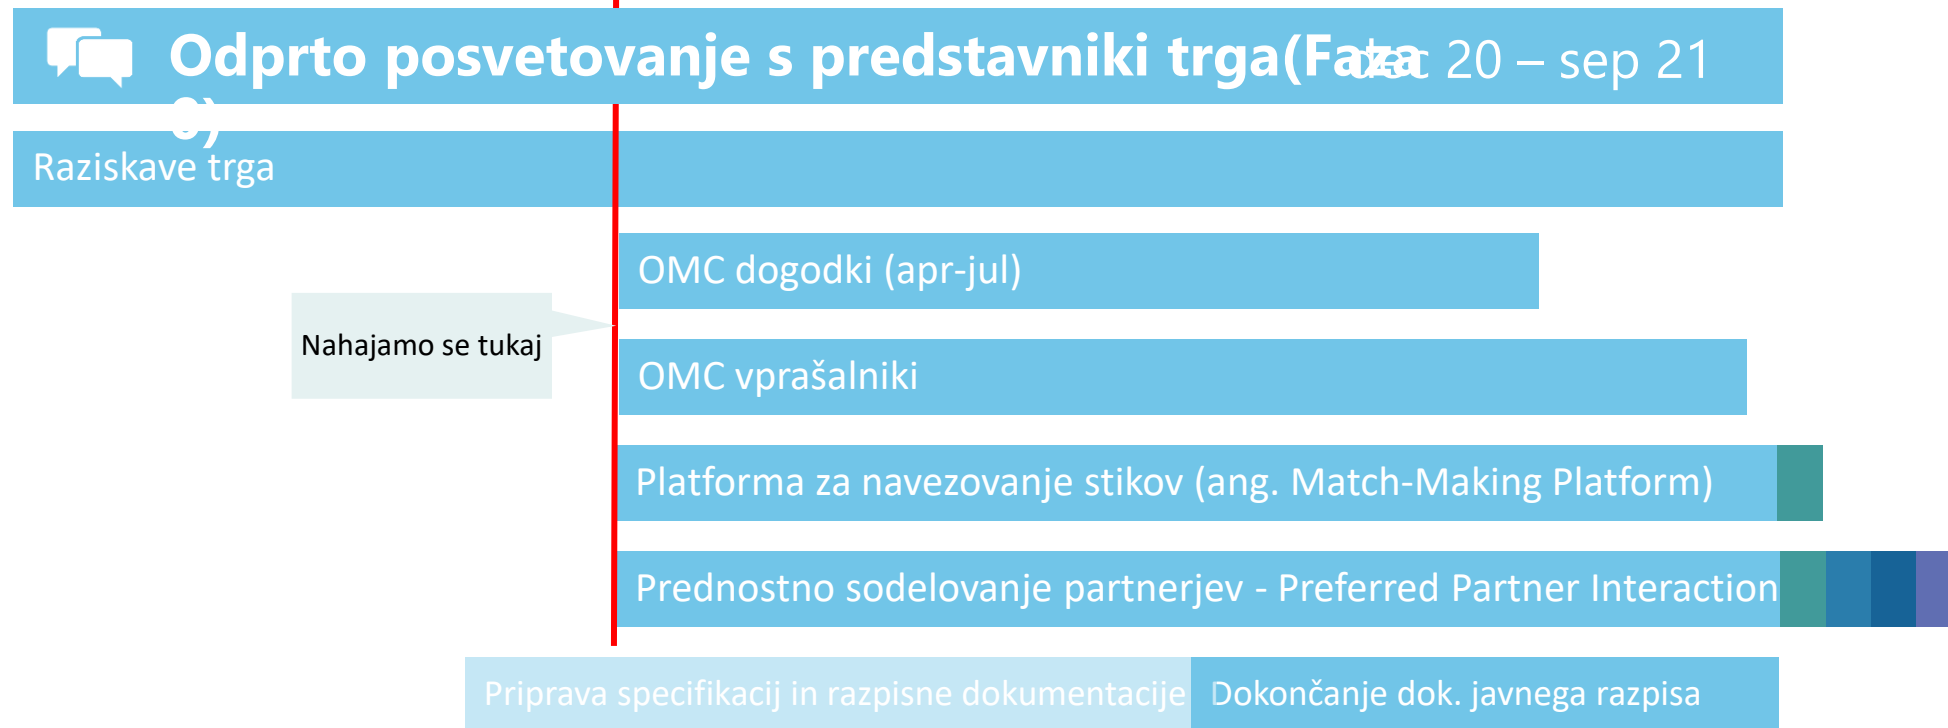 Odprto posvetovanje s predstavniki trga(Faza
0)
dec 20 – sep 21
Raziskave trga
OMC dogodki (apr-jul)
Nahajamo se tukaj
OMC vprašalniki
Platforma za navezovanje stikov (ang. Match-Making Platform)
Prednostno sodelovanje partnerjev - Preferred Partner Interaction
Priprava specifikacij in razpisne dokumentacije
Dokončanje dok. javnega razpisa